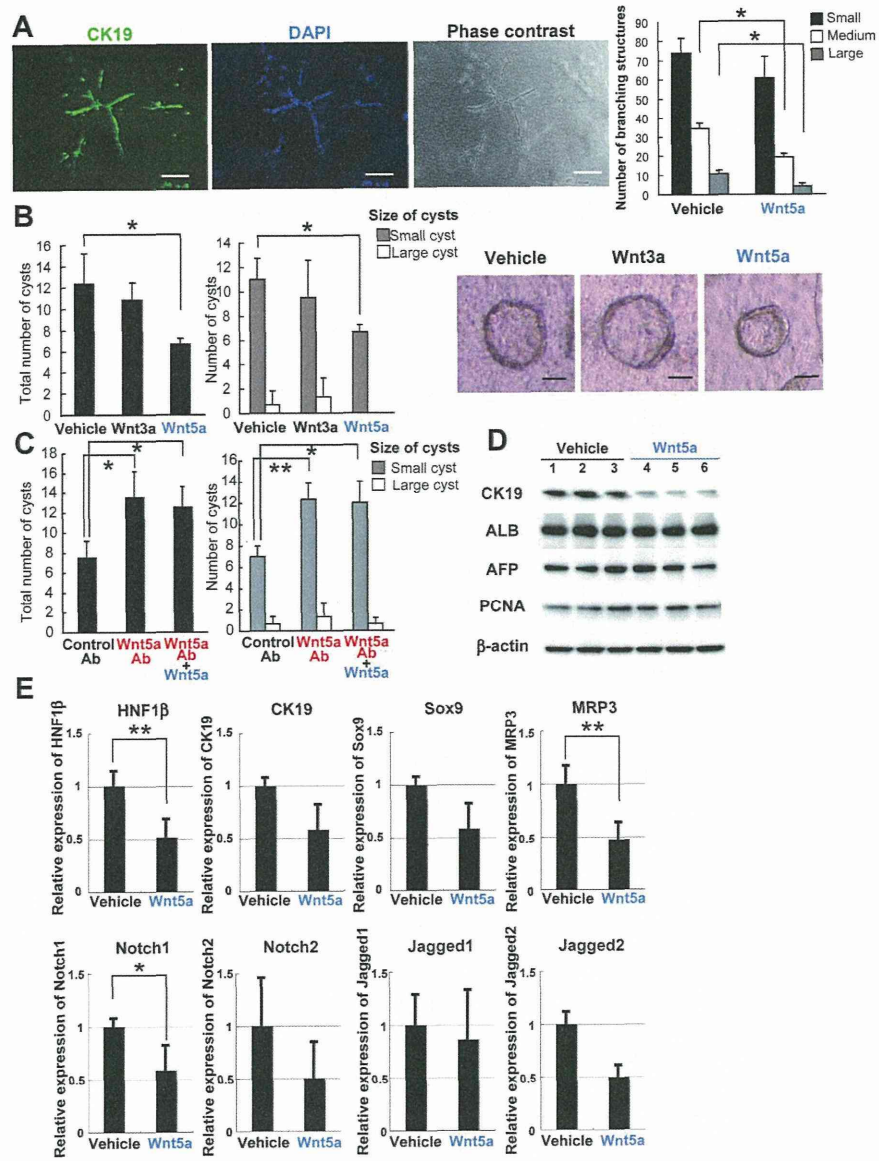 A
CK19
DAPI
Phase contrast
Number of branching structures
90
80
70
60
50
40
30
20
10
0
*
*
Small
Medium
Large
Vehicle
Wnt5a
B
Total number of cysts
16
14
12
10
8
6
4
2
0
*
Vehicle Wnt3a Wnt5a
Number of cysts
14
12
10
8
6
4
2
0
*
Size of cysts
Small cyst
Large cyst
Vehicle Wnt3a Wnt5a
Vehicle
Wnt3a
Wnt5a
C
Total number of cysts
18
16
14
12
10
8
6
4
2
0
*
*
Control Ab
Wnt5a Ab
Wnt5a Ab + Wnt5a
Number of cysts
16
14
12
10
8
6
4
2
0
**
*
Size of cysts
Small cyst
Large cyst
Control Ab
Wnt5a Ab
Wnt5a Ab + Wnt5a
D
Vehicle Wnt5a
1 2 3 4 5 6
CK19
ALB
AFP
PCNA
β-actin
E
HNF1β
Relative expression of HNF1β
1.5
1
0.5
0
**
Vehicle Wnt5a
CK19
Relative expression of CK19
1.5
1
0.5
0
Vehicle Wnt5a
Sox9
Relative expression of Sox9
1.5
1
0.5
0
Vehicle Wnt5a
MRP3
Relative expression of MRP3
1.5
1
0.5
0
**
Vehicle Wnt5a
Notch1
Relative expression of Notch1
1.5
1
0.5
0
*
Vehicle Wnt5a
Notch2
Relative expression of Notch2
1.5
1
0.5
0
Vehicle Wnt5a
Jagged1
Relative expression of Jagged1
1.5
1
0.5
0
Vehicle Wnt5a
Jagged2
Relative expression of Jagged2
1.5
1
0.5
0
Vehicle Wnt5a